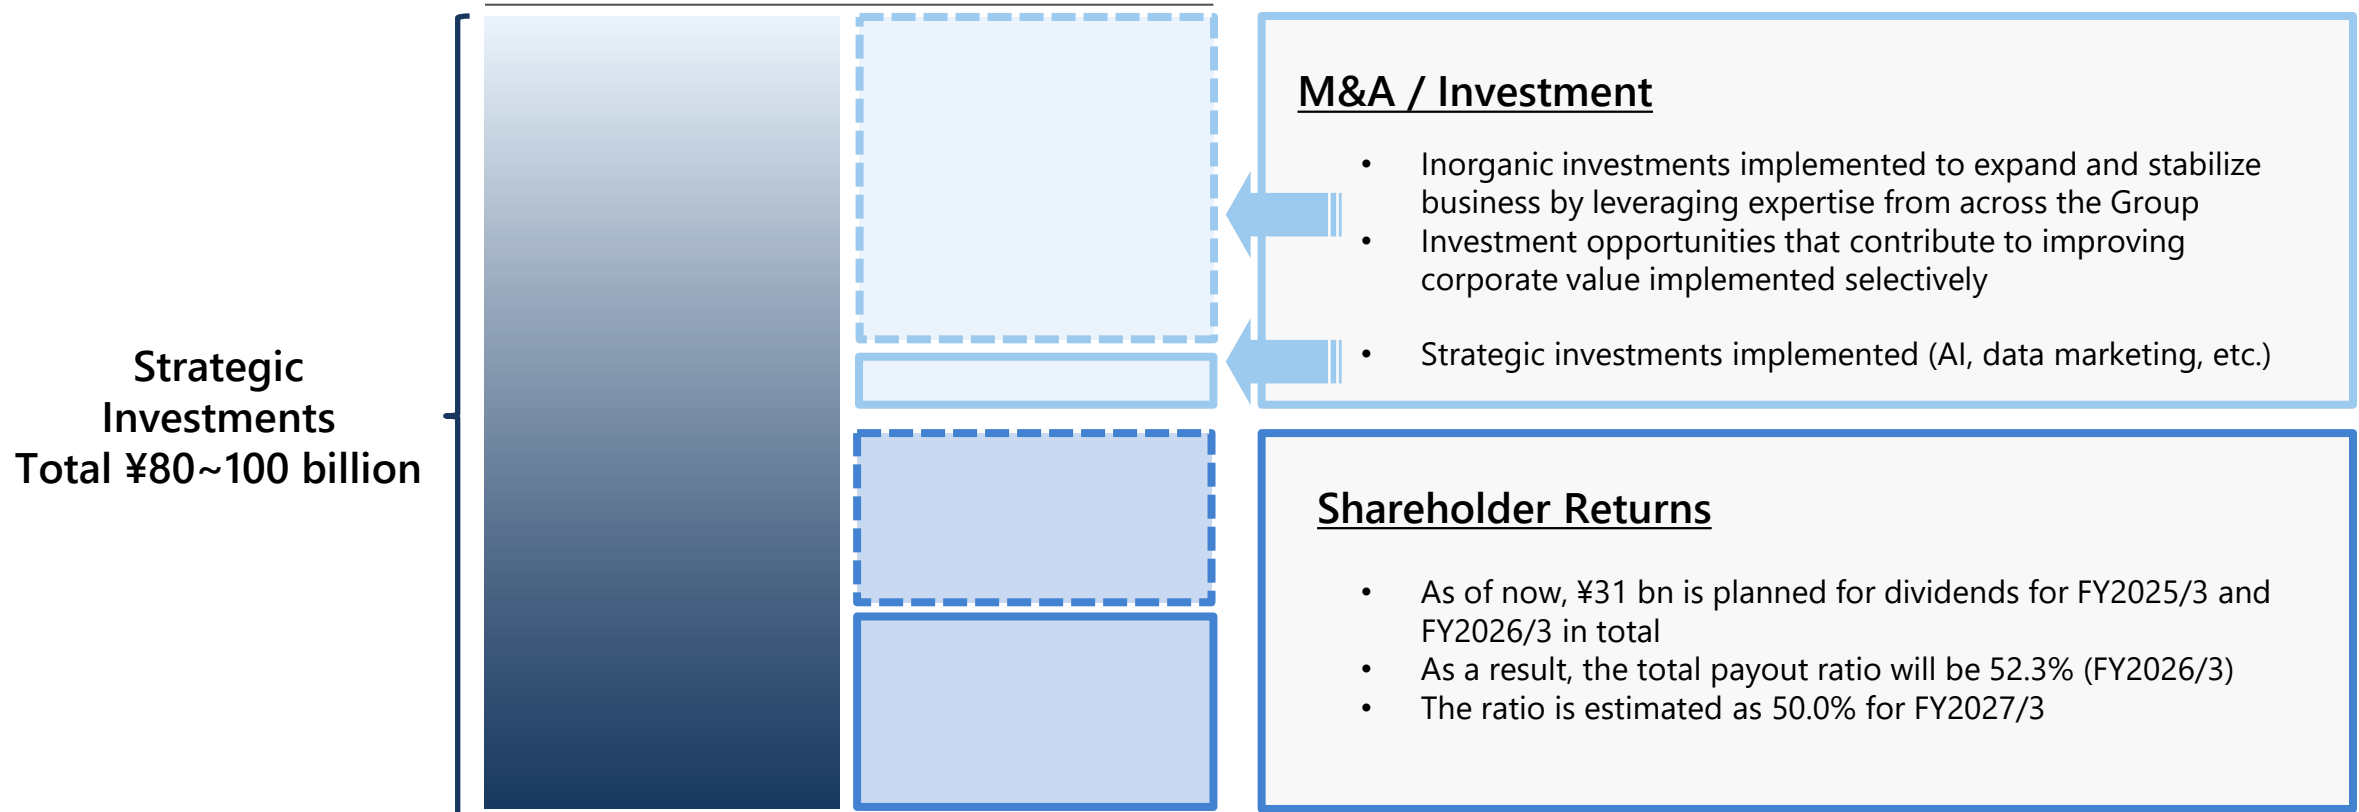 Strategic
Investments
Total ¥80~100 billion
M&A / Investment
• Inorganic investments implemented to expand and stabilize
business by leveraging expertise from across the Group
• Investment opportunities that contribute to improving
corporate value implemented selectively
• Strategic investments implemented (AI, data marketing, etc.)
Shareholder Returns
• As of now, ¥31 bn is planned for dividends for FY2025/3 and
FY2026/3 in total
• As a result, the total payout ratio will be 52.3% (FY2026/3)
• The ratio is estimated as 50.0% for FY2027/3